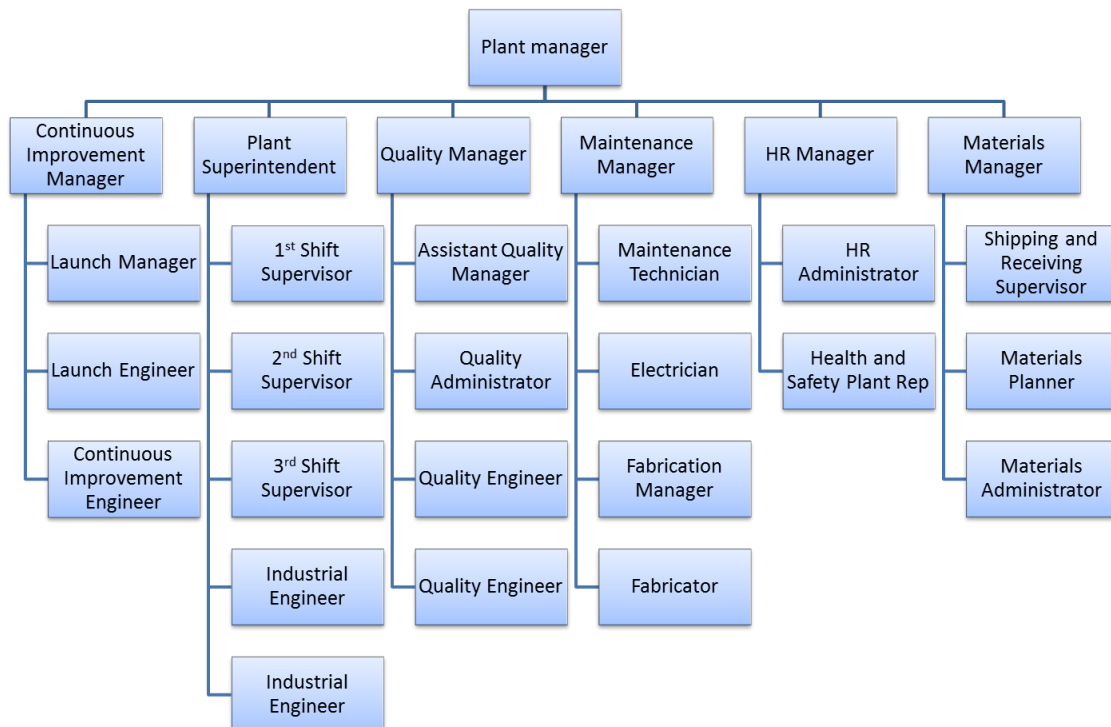 Plant manager
Continuous
Improvement
Manager
Plant
Superintendent
Quality Manager
Maintenance
Manager
HR Manager
Materials
Manager
Launch Manager
1st Shift
Supervisor
Assistant Quality
Manager
Maintenance
Technician
HR
Administrator
Shipping and
Receiving
Supervisor
Launch Engineer
2nd Shift
Supervisor
Quality
Administrator
Electrician
Health and
Safety Plant Rep
Materials
Planner
Continuous
Improvement
Engineer
3rd Shift
Supervisor
Quality Engineer
Fabrication
Manager
Materials
Administrator
Industrial
Engineer
Quality Engineer
Fabricator
Industrial
Engineer